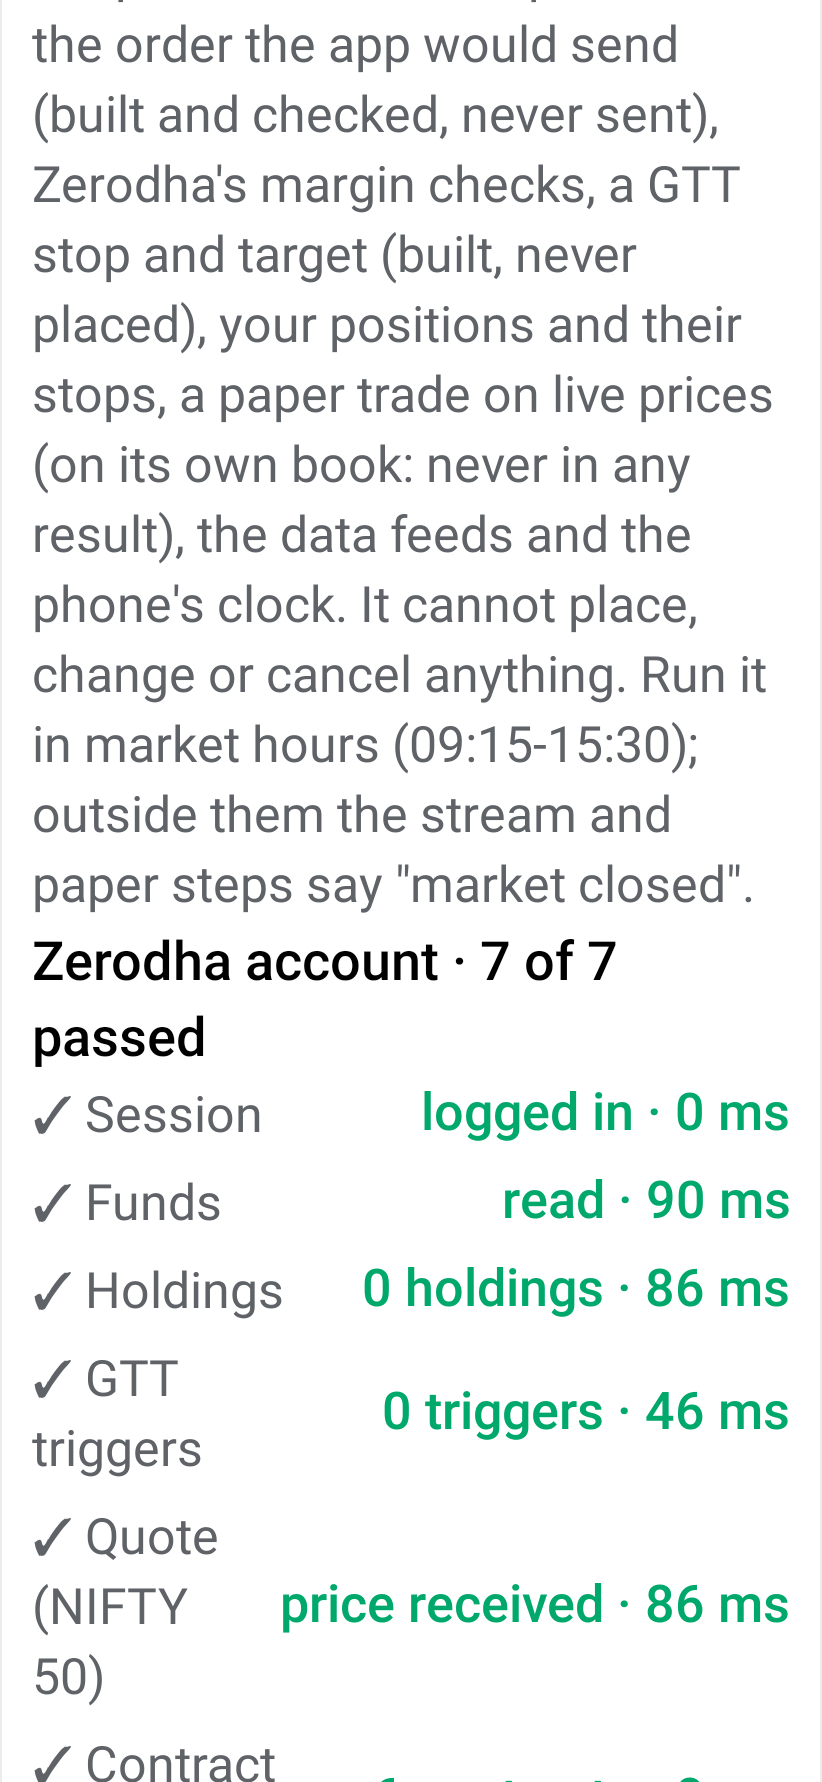 the order the app would send
(built and checked, never sent),
Zerodha's margin checks, a GTT
stop and target (built, never
placed), your positions and their
stops, a paper trade on live prices
(on its own book: never in any
result), the data feeds and the
phone's clock. It cannot place,
change or cancel anything. Run it
in market hours (09:15-15:30);
outside them the stream and
paper steps say "market closed".
Zerodha account · 7 of 7
passed
✓ Session logged in · 0 ms
✓ Funds read · 90 ms
✓ Holdings 0 holdings · 86 ms
✓ GTT
triggers 0 triggers · 46 ms
✓ Quote
(NIFTY price received · 86 ms
50)
✓ Contract